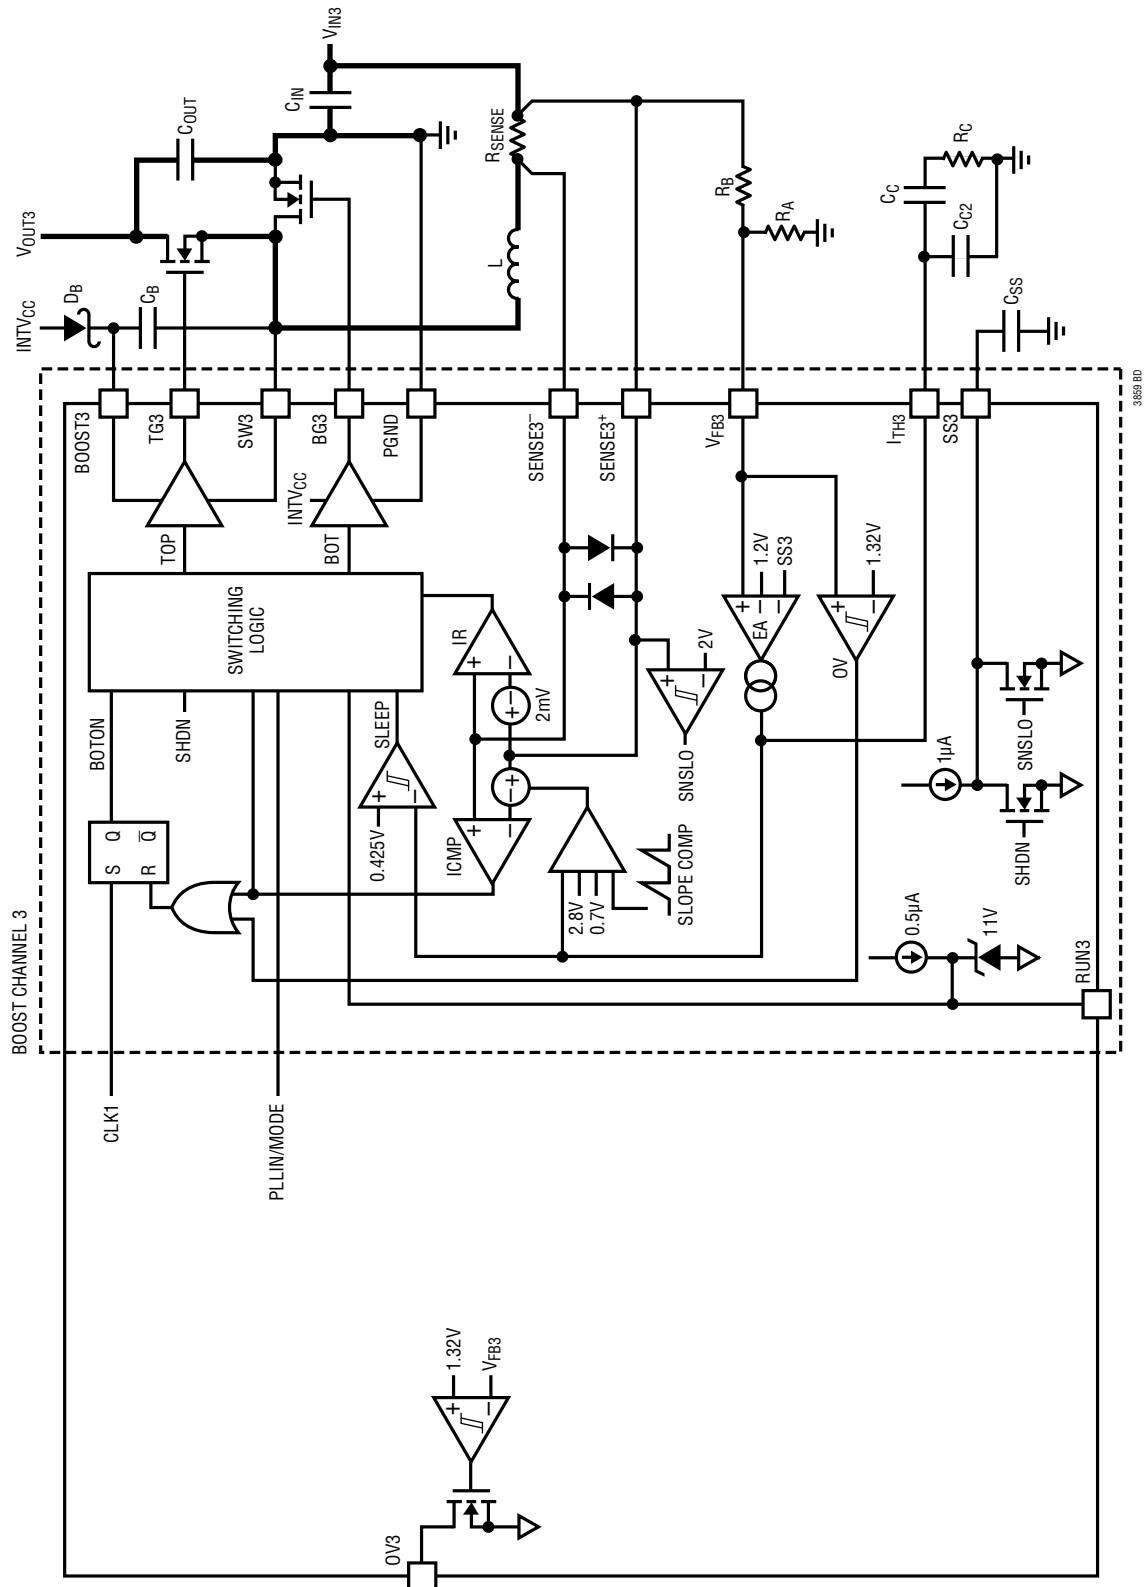 BOOST CHANNEL 3
CLK1
PLLIN/MODE
S
Q
R
Q̅
BOTON
SHDN
SWITCHING
LOGIC
TOP
BOT
INTVCC
BOOST3
TG3
SW3
BG3
PGND
INTVCC
DB
CB
VOUT3
COUT
CIN
VIN3
RSENSE
L
SLEEP
0.425V
+
−
ICMP
+
−
IR
+
−
− +
+ −
2mV
2.8V
0.7V
SLOPE COMP
SENSE3−
SENSE3+
SNSLO
+
−
2V
VFB3
RB
RA
EA
+
−
−
1.2V
SS3
OV
+
−
1.32V
ITH3
CC
RC
CC2
SS3
CSS
1µA
SHDN
SNSLO
0.5µA
11V
RUN3
OV3
+
−
1.32V
VFB3
3859 BD